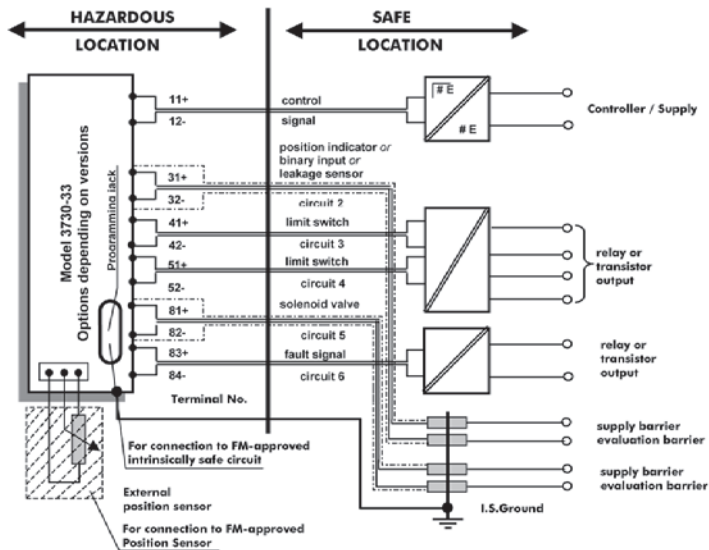 HAZARDOUS
LOCATION
SAFE
LOCATION
Model 3730-33
Options depending on versions
Programming jack
11+
12-
control
signal
# E
# E
Controller / Supply
31+
32-
position indicator or
binary input or
leakage sensor
circuit 2
41+
42-
limit switch
circuit 3
51+
52-
limit switch
circuit 4
relay or
transistor
output
81+
82-
solenoid valve
circuit 5
83+
84-
fault signal
circuit 6
relay or
transistor
output
Terminal No.
For connection to FM-approved
intrinsically safe circuit
supply barrier
evaluation barrier
supply barrier
evaluation barrier
I.S.Ground
External
position sensor
For connection to FM-approved
Position Sensor